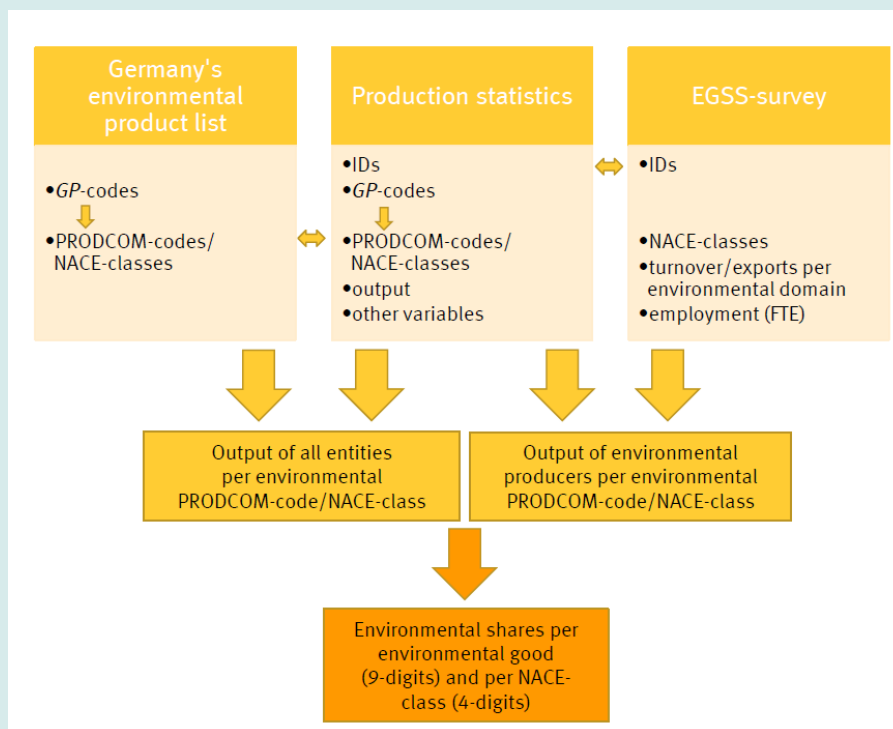 Germany's
environmental
product list
•GP-codes
•PRODCOM-codes/
NACE-classes
Production statistics
•IDs
•GP-codes
•PRODCOM-codes/
NACE-classes
•output
•other variables
EGSS-survey
•IDs
•NACE-classes
•turnover/exports per
environmental domain
•employment (FTE)
Output of all entities
per environmental
PRODCOM-code/NACE-class
Output of environmental
producers per environmental
PRODCOM-code/NACE-class
Environmental shares per
environmental good
(9-digits) and per NACE-
class (4-digits)